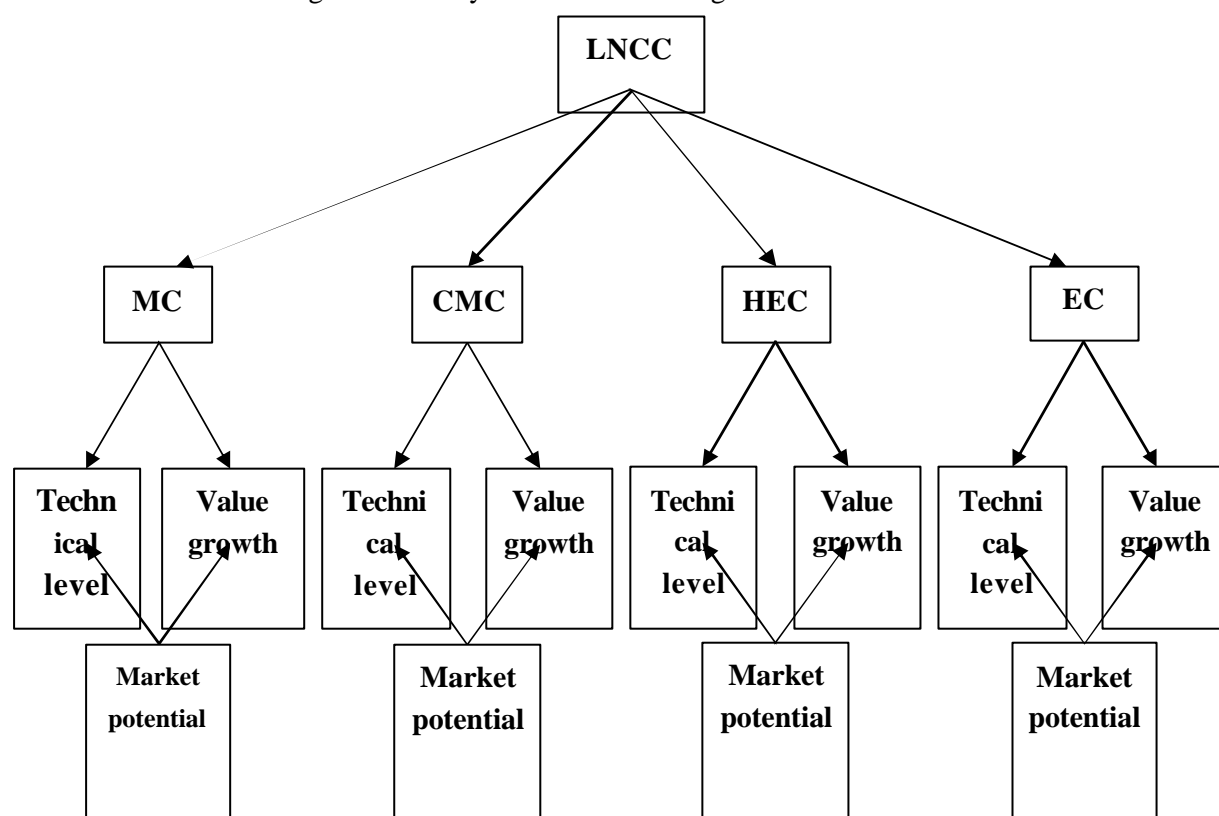 LNCC
MC
CMC
HEC
EC
Techn
ical
level
Value
growth
Techni
cal
level
Value
growth
Techni
cal
level
Value
growth
Techni
cal
level
Value
growth
Market
potential
Market
potential
Market
potential
Market
potential